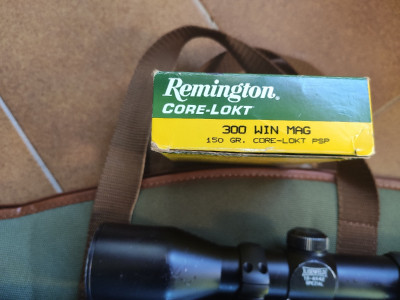 Remington®
CORE-LOKT
300 WIN MAG
150 GR. CORE-LOKT PSP